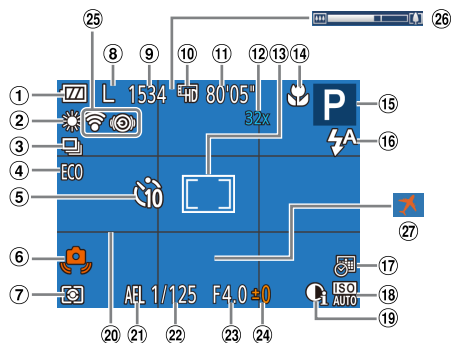 ㉕ ⑧ ⑨ ⑩ ⑪ ⑫ ⑬ ⑭ ㉖
① L 1534 HD 80'05" P ⑮
② 32x
③ A ⑯
④ ECO
⑤ 10
㉗
⑥ ⑰
⑦ AEL 1/125 F4.0 ±0 i ISO AUTO ⑱
⑳ ㉑ ㉒ ㉓ ㉔ ⑲